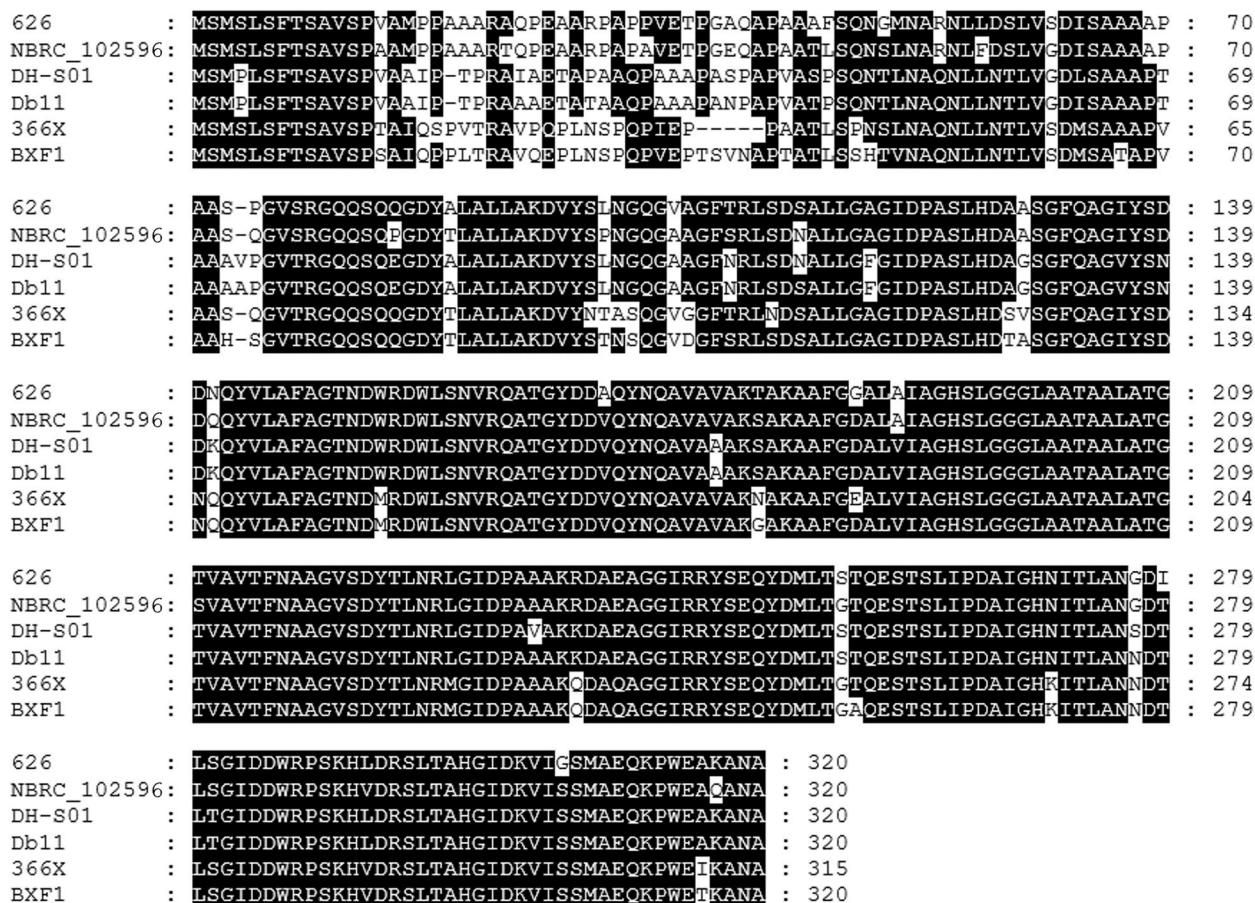 626 : MSMSLSFTSAVSPVAMPPAAARAQPEAARPAPPVETPGAQAPAAAFSQNGMNARNLLDSLVSDISAAAAP : 70
NBRC_102596: MSMSLSFTSAVSPAAMPPAAARTQPEAARPAPAVETPGEQAPAATLSQNSLNARNLFDSLVSDISAAAAP : 70
DH-S01 : MSMPLSFTSAVSPVAAIP-TPRAIAETAPAAQPAAAPASPAPVASPSQNTLNAQNLLNTLVGDLSAAAPT : 69
Db11 : MSMPLSFTSAVSPVAAIP-TPRAAAETATAAQPAAAPANPAPVATPSQNTLNAQNLLNTLVGDISAAAPT : 69
366X : MSMSLSFTSAVSPTAIQSPVTRAVPQPLNSPQPIEP-----PAATLSPNSLNAQNLLNTLVSDMSAAAPV : 65
BXF1 : MSMSLSFTSAVSPSAIQPPLTRAVQEPLNSPQPVEPTSVNAPTATLSSHTVNAQNLLNTLVSDMSATAPV : 70
626 : AAS-PGVSRGQQSQQGDYALALLAKDVYSLNGQGVAGFTRLSDSALLGAGIDPASLHDAASGFQAGIYSD : 139
NBRC_102596: AAS-QGVSRGQQSQPGDYTLALLAKDVYSPNGQGAAGFSRLSDNALLGAGIDPASLHDAASGFQAGIYSD : 139
DH-S01 : AAAVPGVTRGQQSQEGDYALALLAKDVYSLNGQGAAGFNRLSDNALLGFGIDPASLHDAGSGFQAGVYSN : 139
Db11 : AAAAPGVTRGQQSQEGDYALALLAKDVYSLNGQGAAGFNRLSDSALLGFGIDPASLHDAGSGFQAGVYSN : 139
366X : AAS-QGVTRGQQSQQGDYTLALLAKDVYNTASQGVGGFTRLNDSALLGAGIDPASLHDSVSGFQAGIYSD : 134
BXF1 : AAH-SGVTRGQQSQQGDYTLALLAKDVYSTNSQGVDGFSRLSDSALLGAGIDPASLHDTASGFQAGIYSD : 139
626 : DNQYVLAFAGTNDWRDWLSNVRQATGYDDAQYNQAVAVAKTAKAAFGGALAIAGHSLGGGLAATAALATG : 209
NBRC_102596: DQQYVLAFAGTNDWRDWLSNVRQATGYDDVQYNQAVAVAKSAKAAFGDALAIAGHSLGGGLAATAALATG : 209
DH-S01 : DKQYVLAFAGTNDWRDWLSNVRQATGYDDVQYNQAVAAAKSAKAAFGDALVIAGHSLGGGLAATAALATG : 209
Db11 : DKQYVLAFAGTNDWRDWLSNVRQATGYDDVQYNQAVAAAKSAKAAFGDALVIAGHSLGGGLAATAALATG : 209
366X : NQQYVLAFAGTNDMRDWLSNVRQATGYDDVQYNQAVAVAKNAKAAFGEALVIAGHSLGGGLAATAALATG : 204
BXF1 : NQQYVLAFAGTNDMRDWLSNVRQATGYDDVQYNQAVAVAKGAKAAFGDALVIAGHSLGGGLAATAALATG : 209
626 : TVAVTFNAAGVSDYTLNRLGIDPAAAKRDAEAGGIRRYSEQYDMLTSTQESTSLIPDAIGHNITLANGDI : 279
NBRC_102596: SVAVTFNAAGVSDYTLNRLGIDPAAAKRDAEAGGIRRYSEQYDMLTGTQESTSLIPDAIGHNITLANGDT : 279
DH-S01 : TVAVTFNAAGVSDYTLNRLGIDPAVAKKDAEAGGIRRYSEQYDMLTSTQESTSLIPDAIGHNITLANSDT : 279
Db11 : TVAVTFNAAGVSDYTLNRLGIDPAAAKKDAEAGGIRRYSEQYDMLTSTQESTSLIPDAIGHNITLANNDT : 279
366X : TVAVTFNAAGVSDYTLNRMGIDPAAAKQDAQAGGIRRYSEQYDMLTGTQESTSLIPDAIGHKITLANNDT : 274
BXF1 : TVAVTFNAAGVSDYTLNRMGIDPAAAKQDAQAGGIRRYSEQYDMLTGAQESTSLIPDAIGHKITLANNDT : 279
626 : LSGIDDWRPSKHLDRSLTAHGIDKVIGSMAEQKPWEAKANA : 320
NBRC_102596: LSGIDDWRPSKHVDRSLTAHGIDKVISSMAEQKPWEAQANA : 320
DH-S01 : LTGIDDWRPSKHLDRSLTAHGIDKVISSMAEQKPWEAKANA : 320
Db11 : LTGIDDWRPSKHLDRSLTAHGIDKVISSMAEQKPWEAKANA : 320
366X : LSGIDDWRPSKHVDRSLTAHGIDKVISSMAEQKPWEIKANA : 315
BXF1 : LSGIDDWRPSKHVDRSLTAHGIDKVISSMAEQKPWETKANA : 320